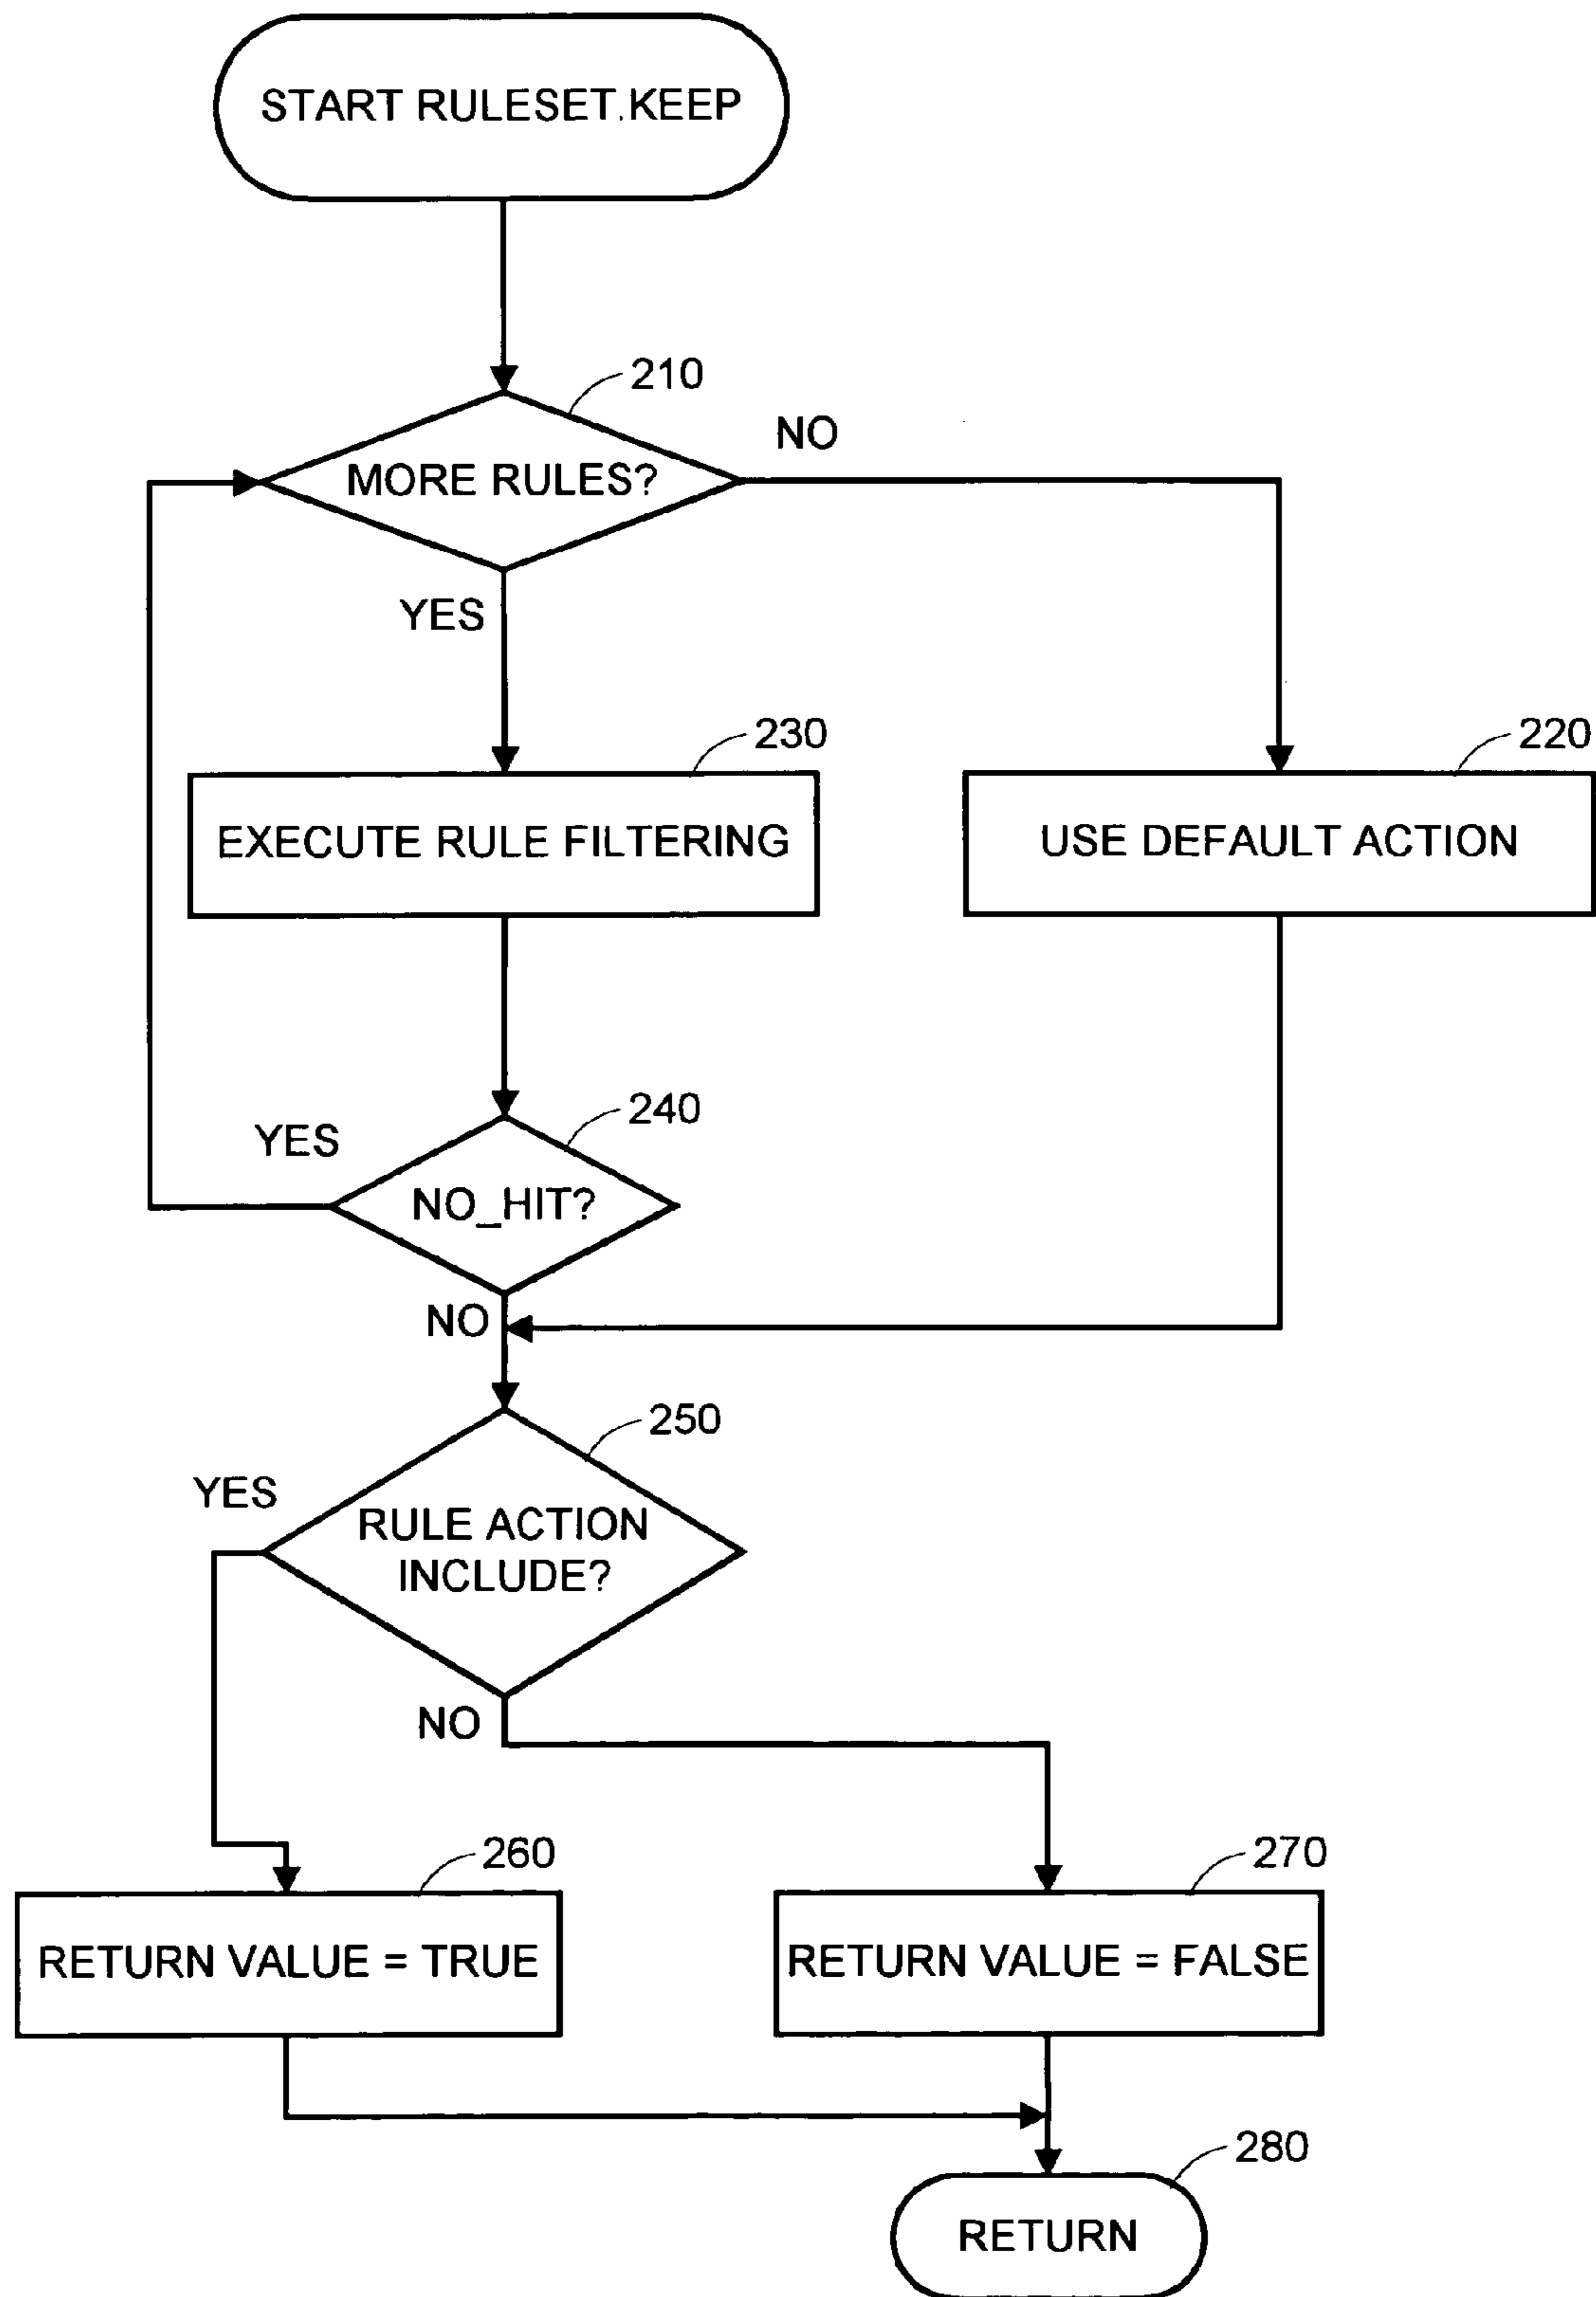 START RULESET.KEEP
210
MORE RULES?
NO
YES
230
220
EXECUTE RULE FILTERING
USE DEFAULT ACTION
240
YES
NO_HIT?
NO
250
YES
RULE ACTION
INCLUDE?
NO
260
270
RETURN VALUE = TRUE
RETURN VALUE = FALSE
280
RETURN